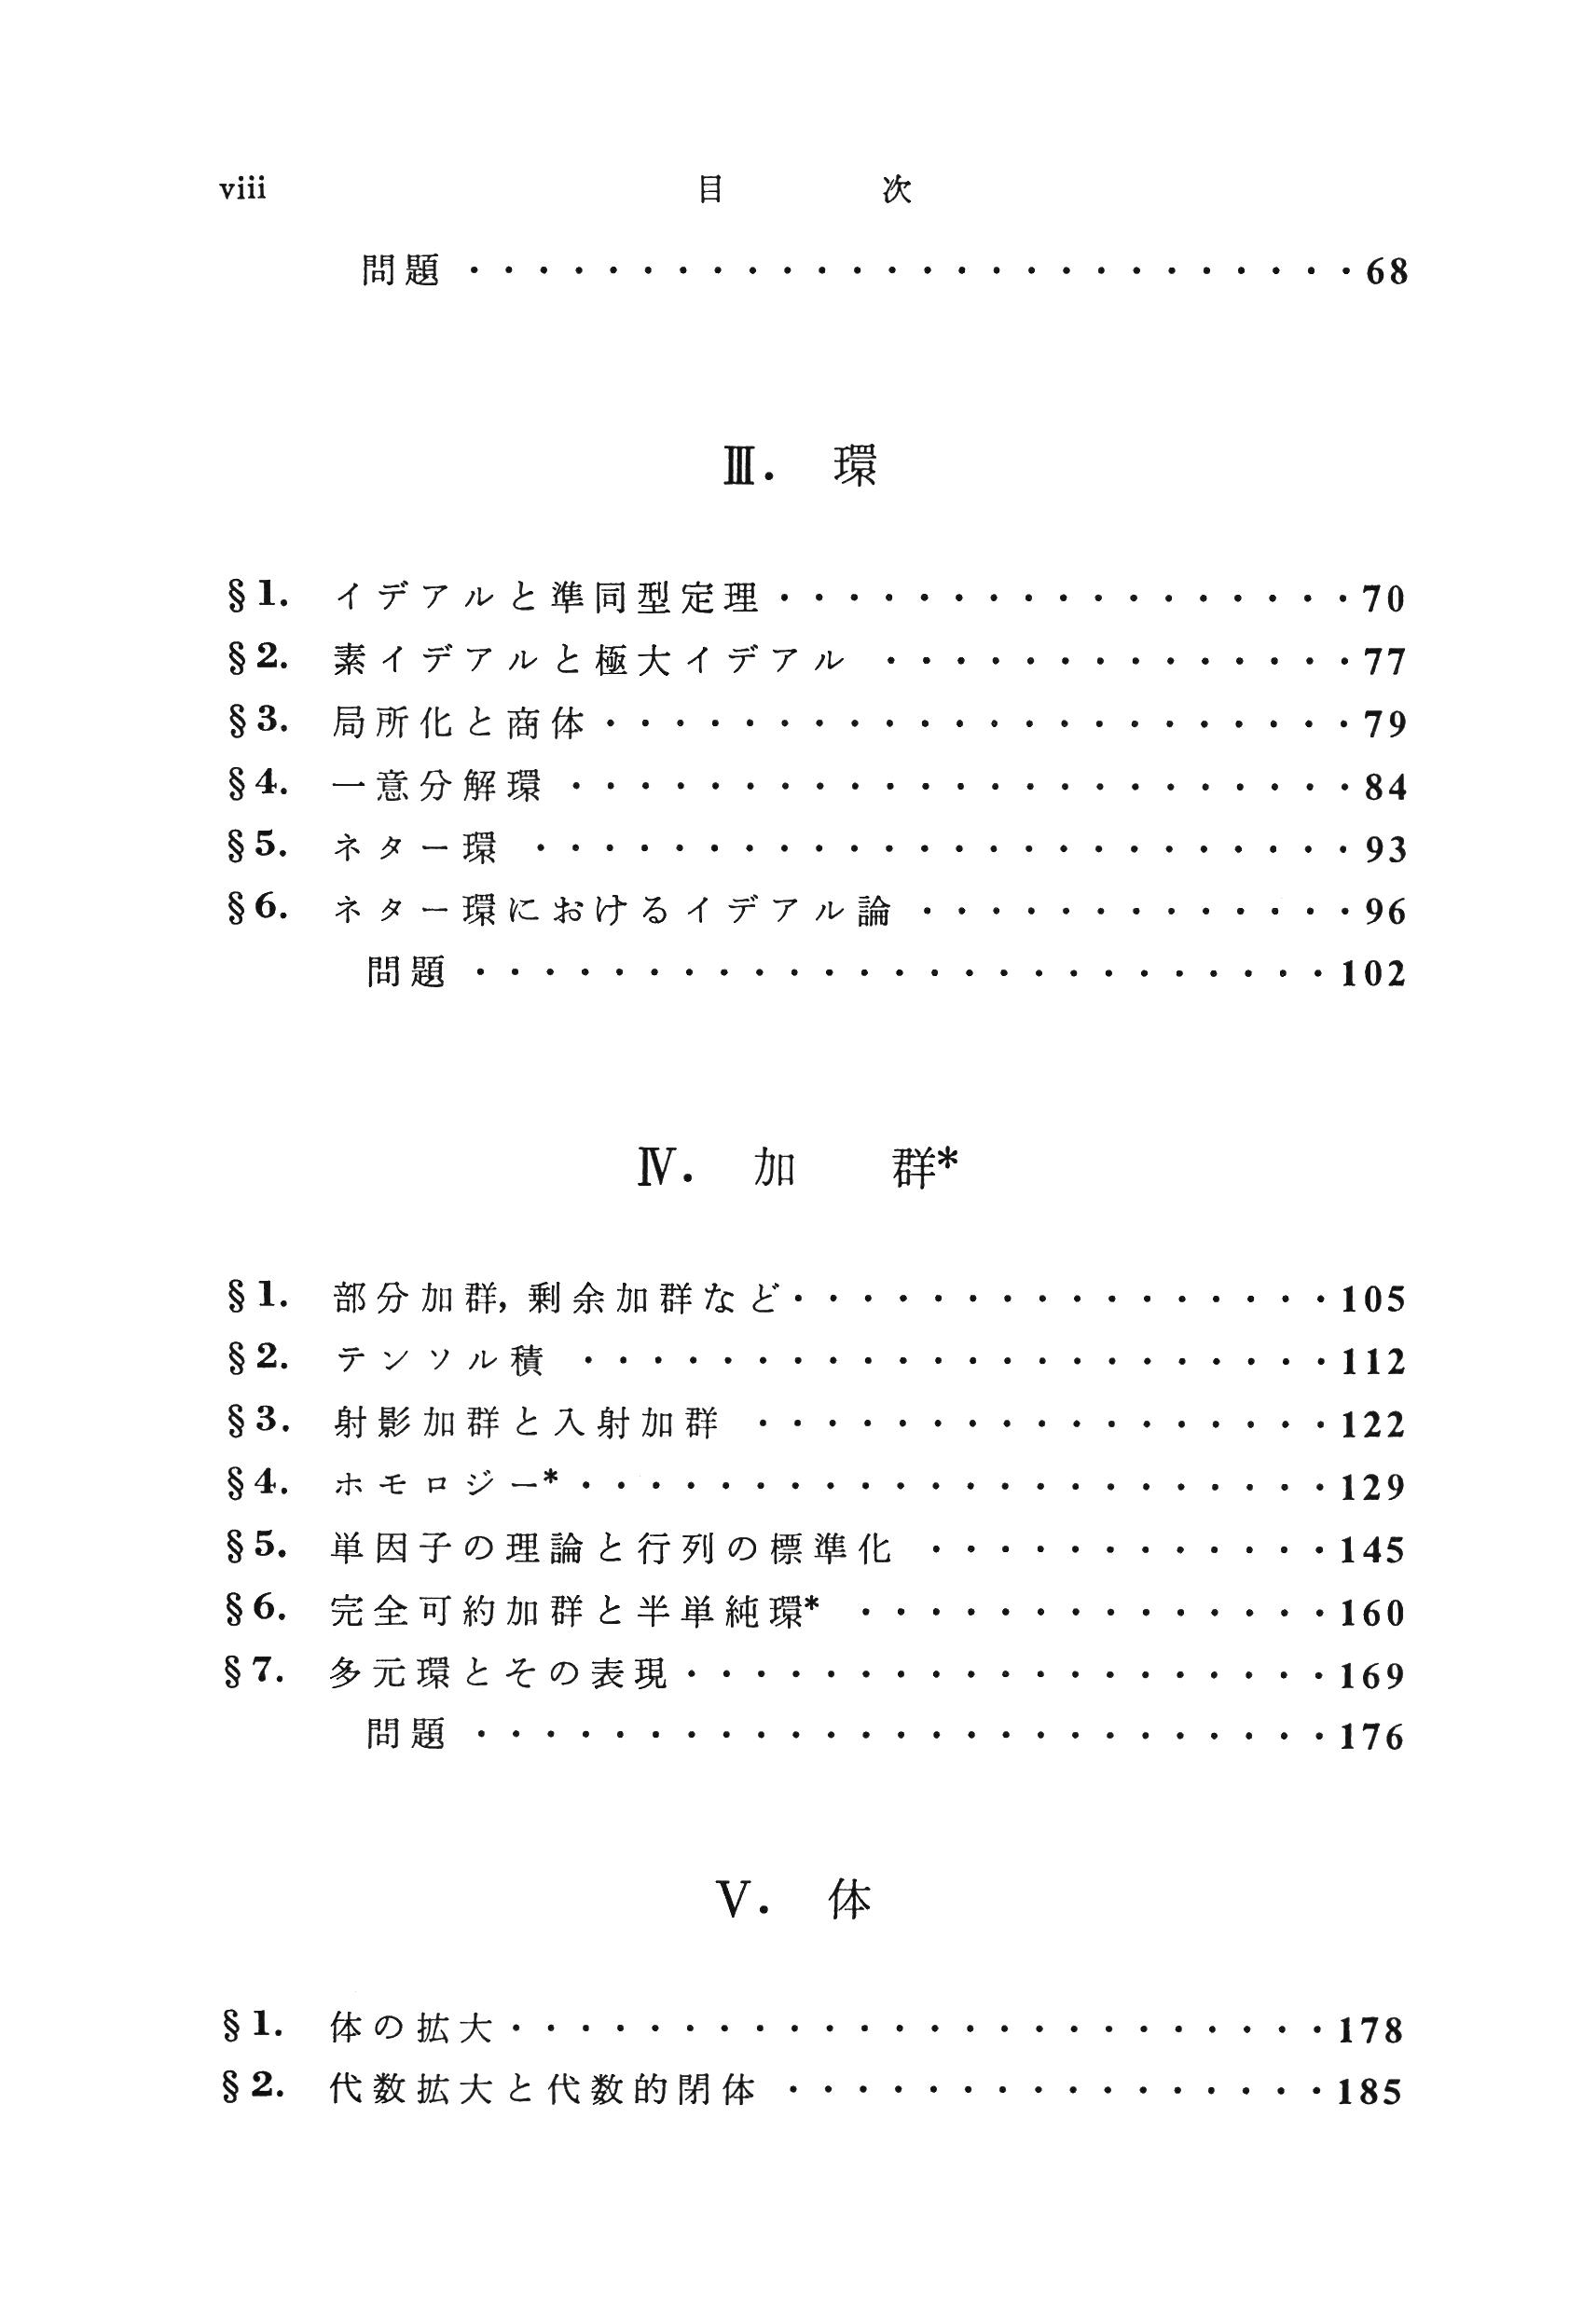 viii 目 次
問題 ・・・・・・・・・・・・・・・・・・・・・・・・・・ 68
Ⅲ. 環
§1. イデアルと準同型定理・・・・・・・・・・・・・・・・・ 70
§2. 素イデアルと極大イデアル ・・・・・・・・・・・・・・ 77
§3. 局所化と商体・・・・・・・・・・・・・・・・・・・・・・ 79
§4. 一意分解環 ・・・・・・・・・・・・・・・・・・・・・・・ 84
§5. ネター環 ・・・・・・・・・・・・・・・・・・・・・・・・ 93
§6. ネター環におけるイデアル論 ・・・・・・・・・・・・・ 96
問題 ・・・・・・・・・・・・・・・・・・・・・・・・・ 102
Ⅳ. 加 群*
§1. 部分加群, 剰余加群など・・・・・・・・・・・・・・・・ 105
§2. テンソル積 ・・・・・・・・・・・・・・・・・・・・・・ 112
§3. 射影加群と入射加群 ・・・・・・・・・・・・・・・・・ 122
§4. ホモロジー*・・・・・・・・・・・・・・・・・・・・・・ 129
§5. 単因子の理論と行列の標準化 ・・・・・・・・・・・・ 145
§6. 完全可約加群と半単純環* ・・・・・・・・・・・・・・ 160
§7. 多元環とその表現・・・・・・・・・・・・・・・・・・・ 169
問題 ・・・・・・・・・・・・・・・・・・・・・・・・・ 176
Ⅴ. 体
§1. 体の拡大・・・・・・・・・・・・・・・・・・・・・・・・ 178
§2. 代数拡大と代数的閉体 ・・・・・・・・・・・・・・・・ 185